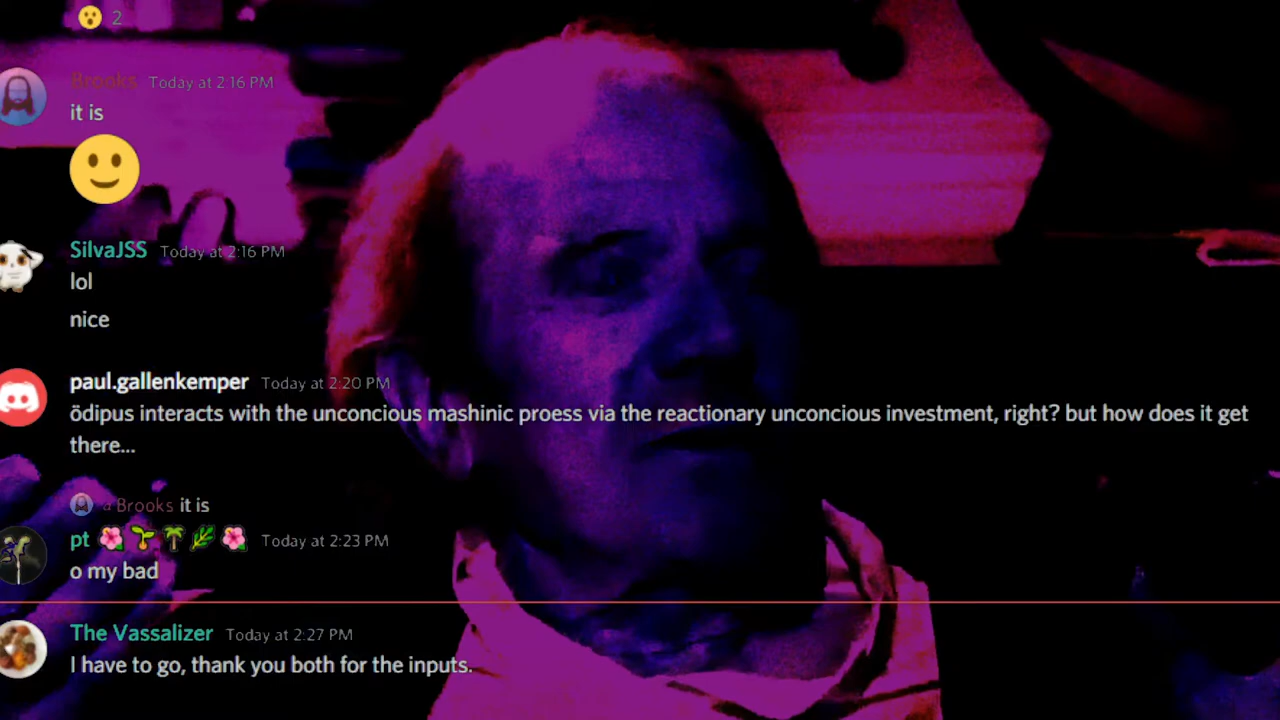 2
Brooks Today at 2:16 PM
it is
SilvaJSS Today at 2:16 PM
lol
nice
paul.gallenkemper Today at 2:20 PM
ödipus interacts with the unconcious mashinic proess via the reactionary unconcious investment, right? but how does it get
there...
Brooks it is
pt Today at 2:23 PM
o my bad
The Vassalizer Today at 2:27 PM
I have to go, thank you both for the inputs.